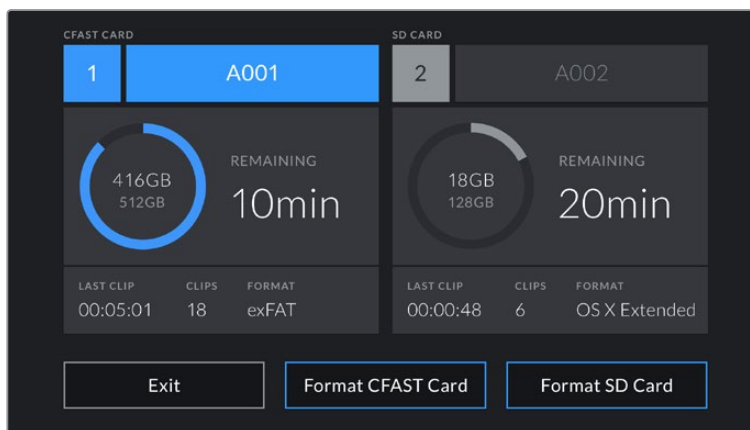 CFAST CARD
1 A001
416GB
512GB
REMAINING
10min
LAST CLIP CLIPS FORMAT
00:05:01 18 exFAT
SD CARD
2 A002
18GB
128GB
REMAINING
20min
LAST CLIP CLIPS FORMAT
00:00:48 6 OS X Extended
Exit Format CFAST Card Format SD Card